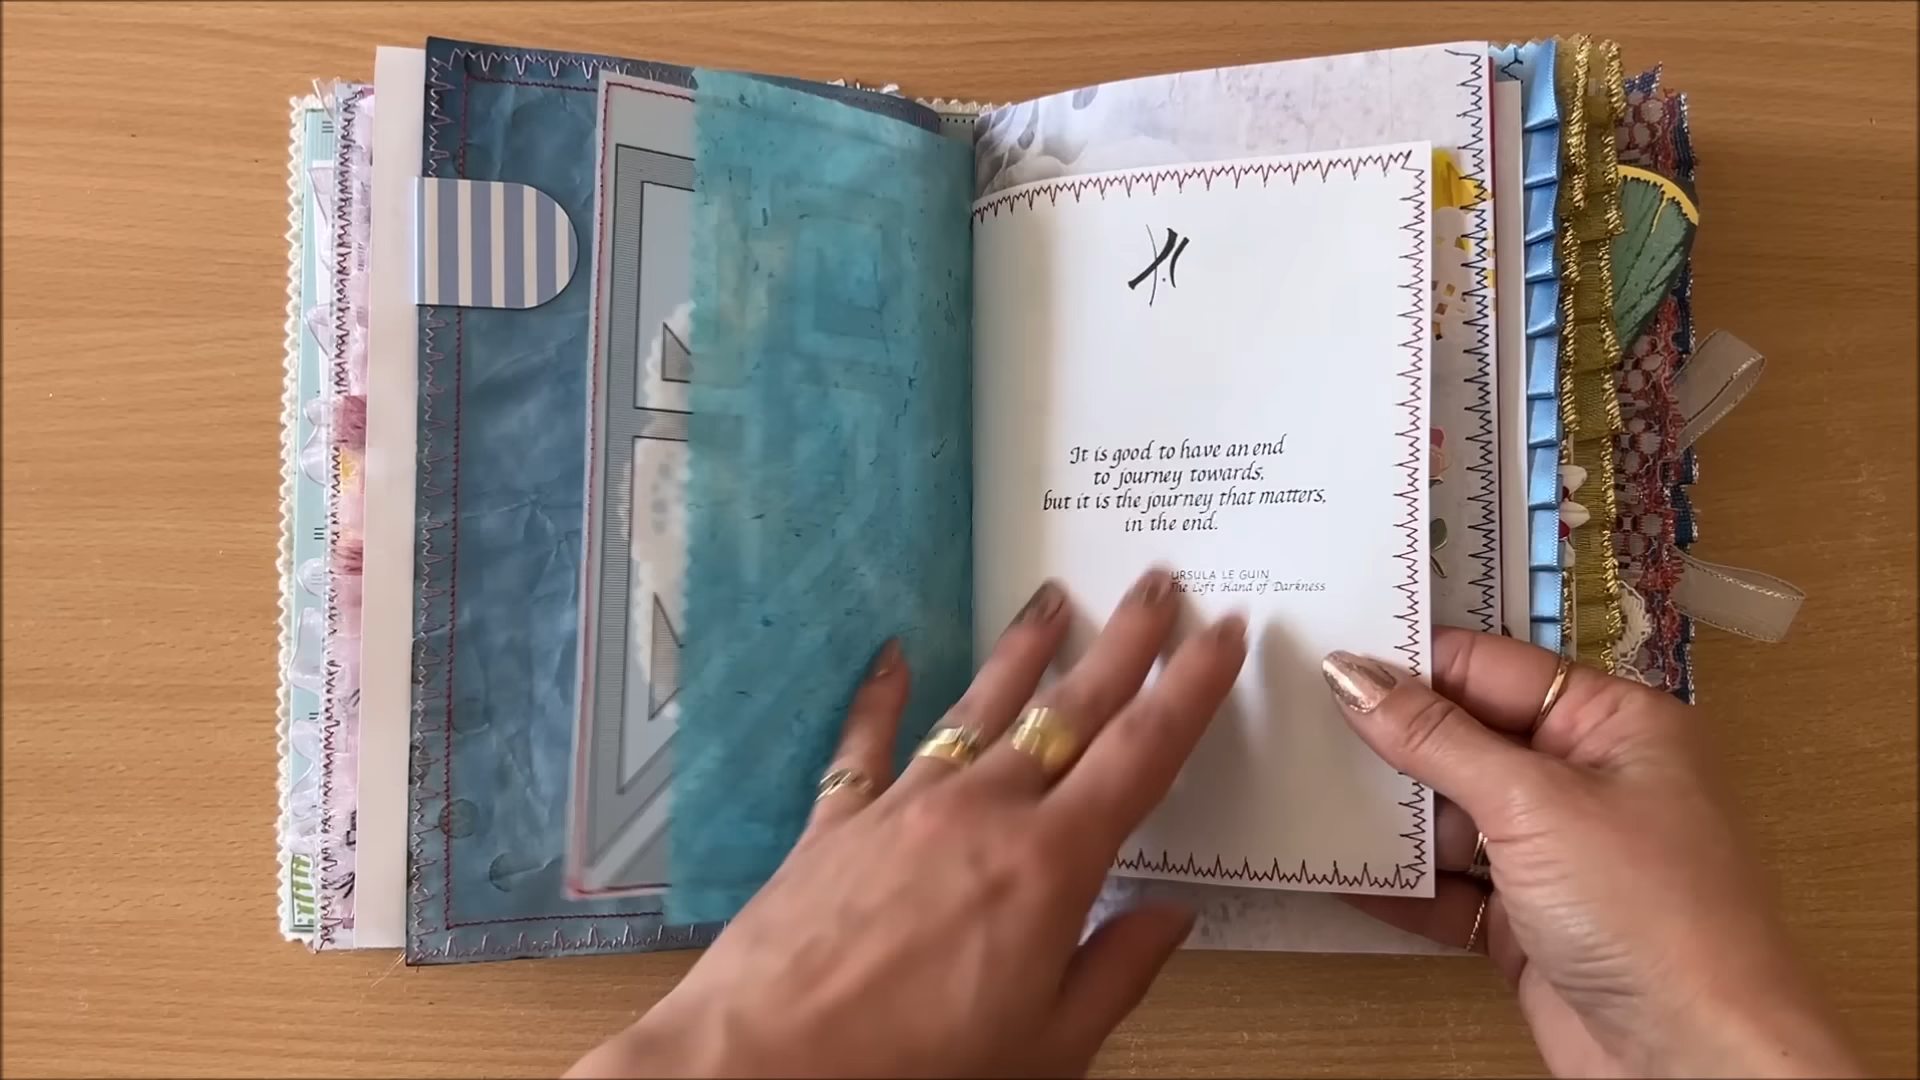 It is good to have an end
to journey towards,
but it is the journey that matters,
in the end.
URSULA LE GUIN
The Left Hand of Darkness